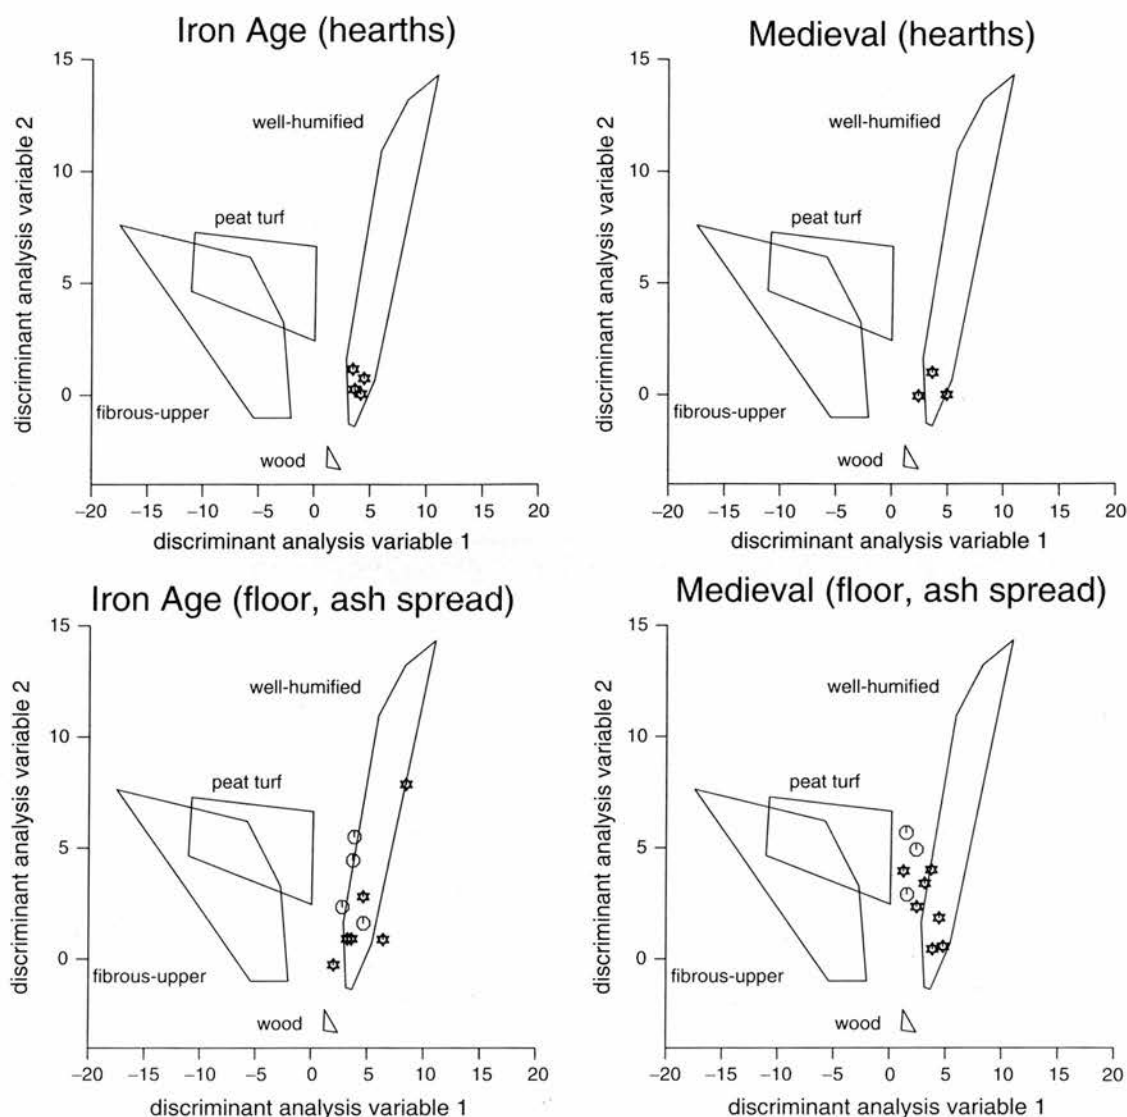 Iron Age (hearths)
15
10
5
0
discriminant analysis variable 2
well-humified
peat turf
fibrous-upper
wood
−20 −15 −10 −5 0 5 10 15 20
discriminant analysis variable 1
Medieval (hearths)
15
10
5
0
discriminant analysis variable 2
well-humified
peat turf
fibrous-upper
wood
−20 −15 −10 −5 0 5 10 15 20
discriminant analysis variable 1
Iron Age (floor, ash spread)
15
10
5
0
discriminant analysis variable 2
well-humified
peat turf
fibrous-upper
wood
−20 −15 −10 −5 0 5 10 15 20
discriminant analysis variable 1
Medieval (floor, ash spread)
15
10
5
0
discriminant analysis variable 2
well-humified
peat turf
fibrous-upper
wood
−20 −15 −10 −5 0 5 10 15 20
discriminant analysis variable 1